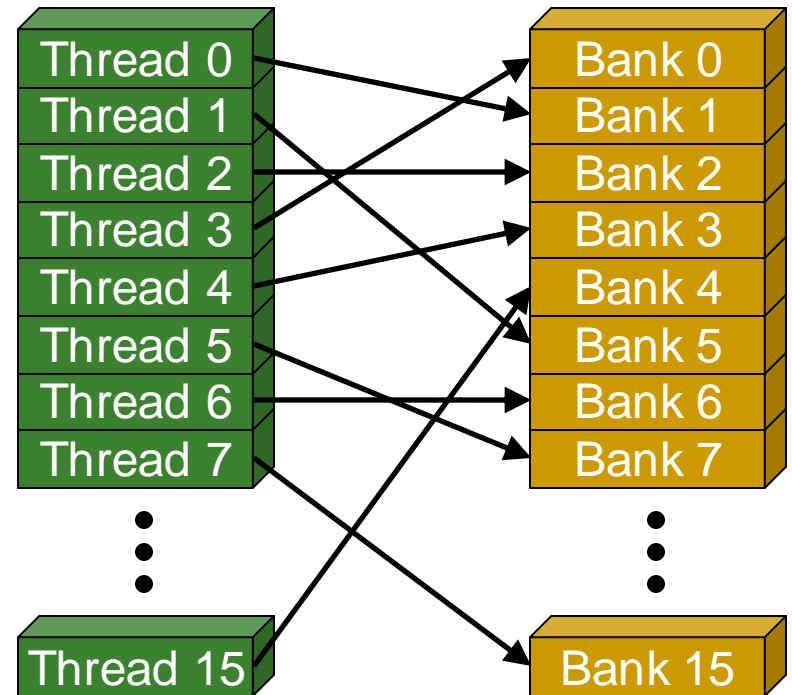 Thread 0
Thread 1
Thread 2
Thread 3
Thread 4
Thread 5
Thread 6
Thread 7
Thread 15
Bank 0
Bank 1
Bank 2
Bank 3
Bank 4
Bank 5
Bank 6
Bank 7
Bank 15